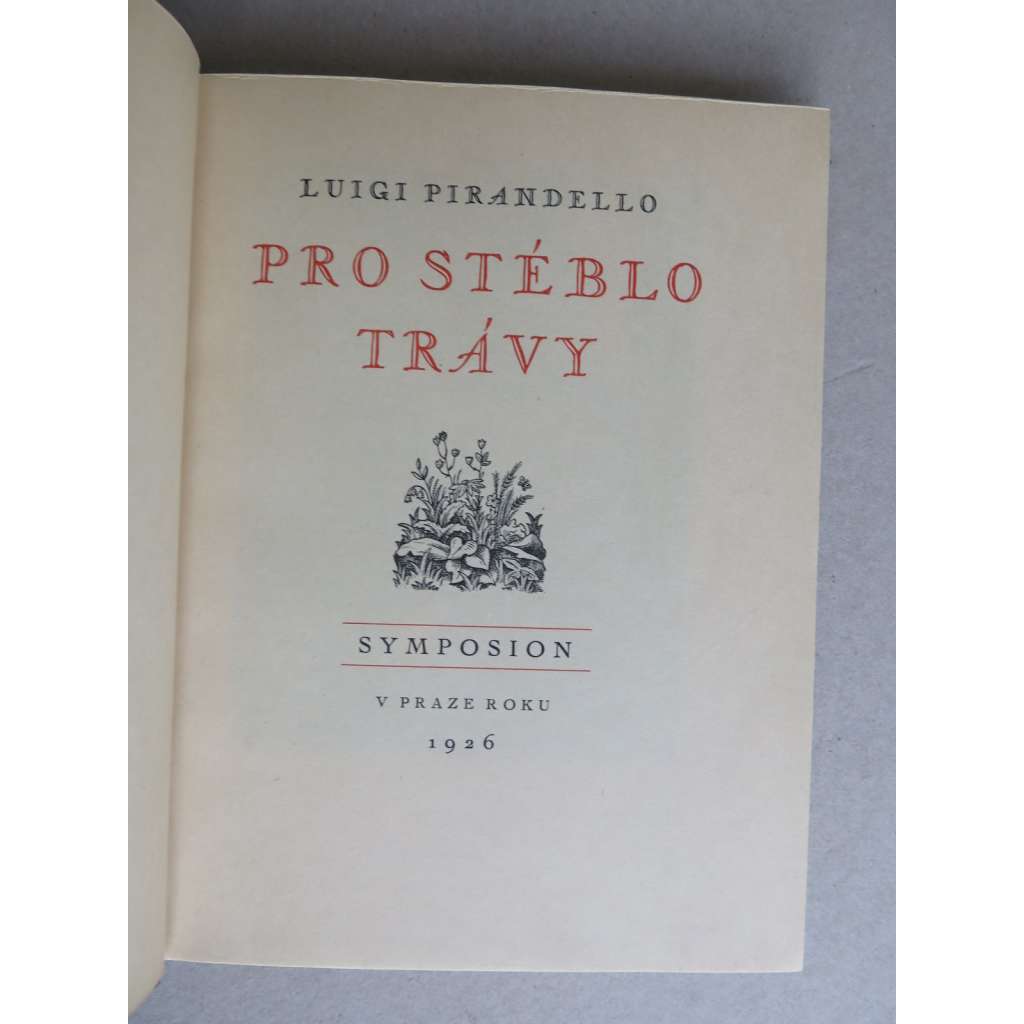 LUIGI PIRANDELLO
PRO STÉBLO
TRÁVY
SYMPOSION
V PRAZE ROKU
1926